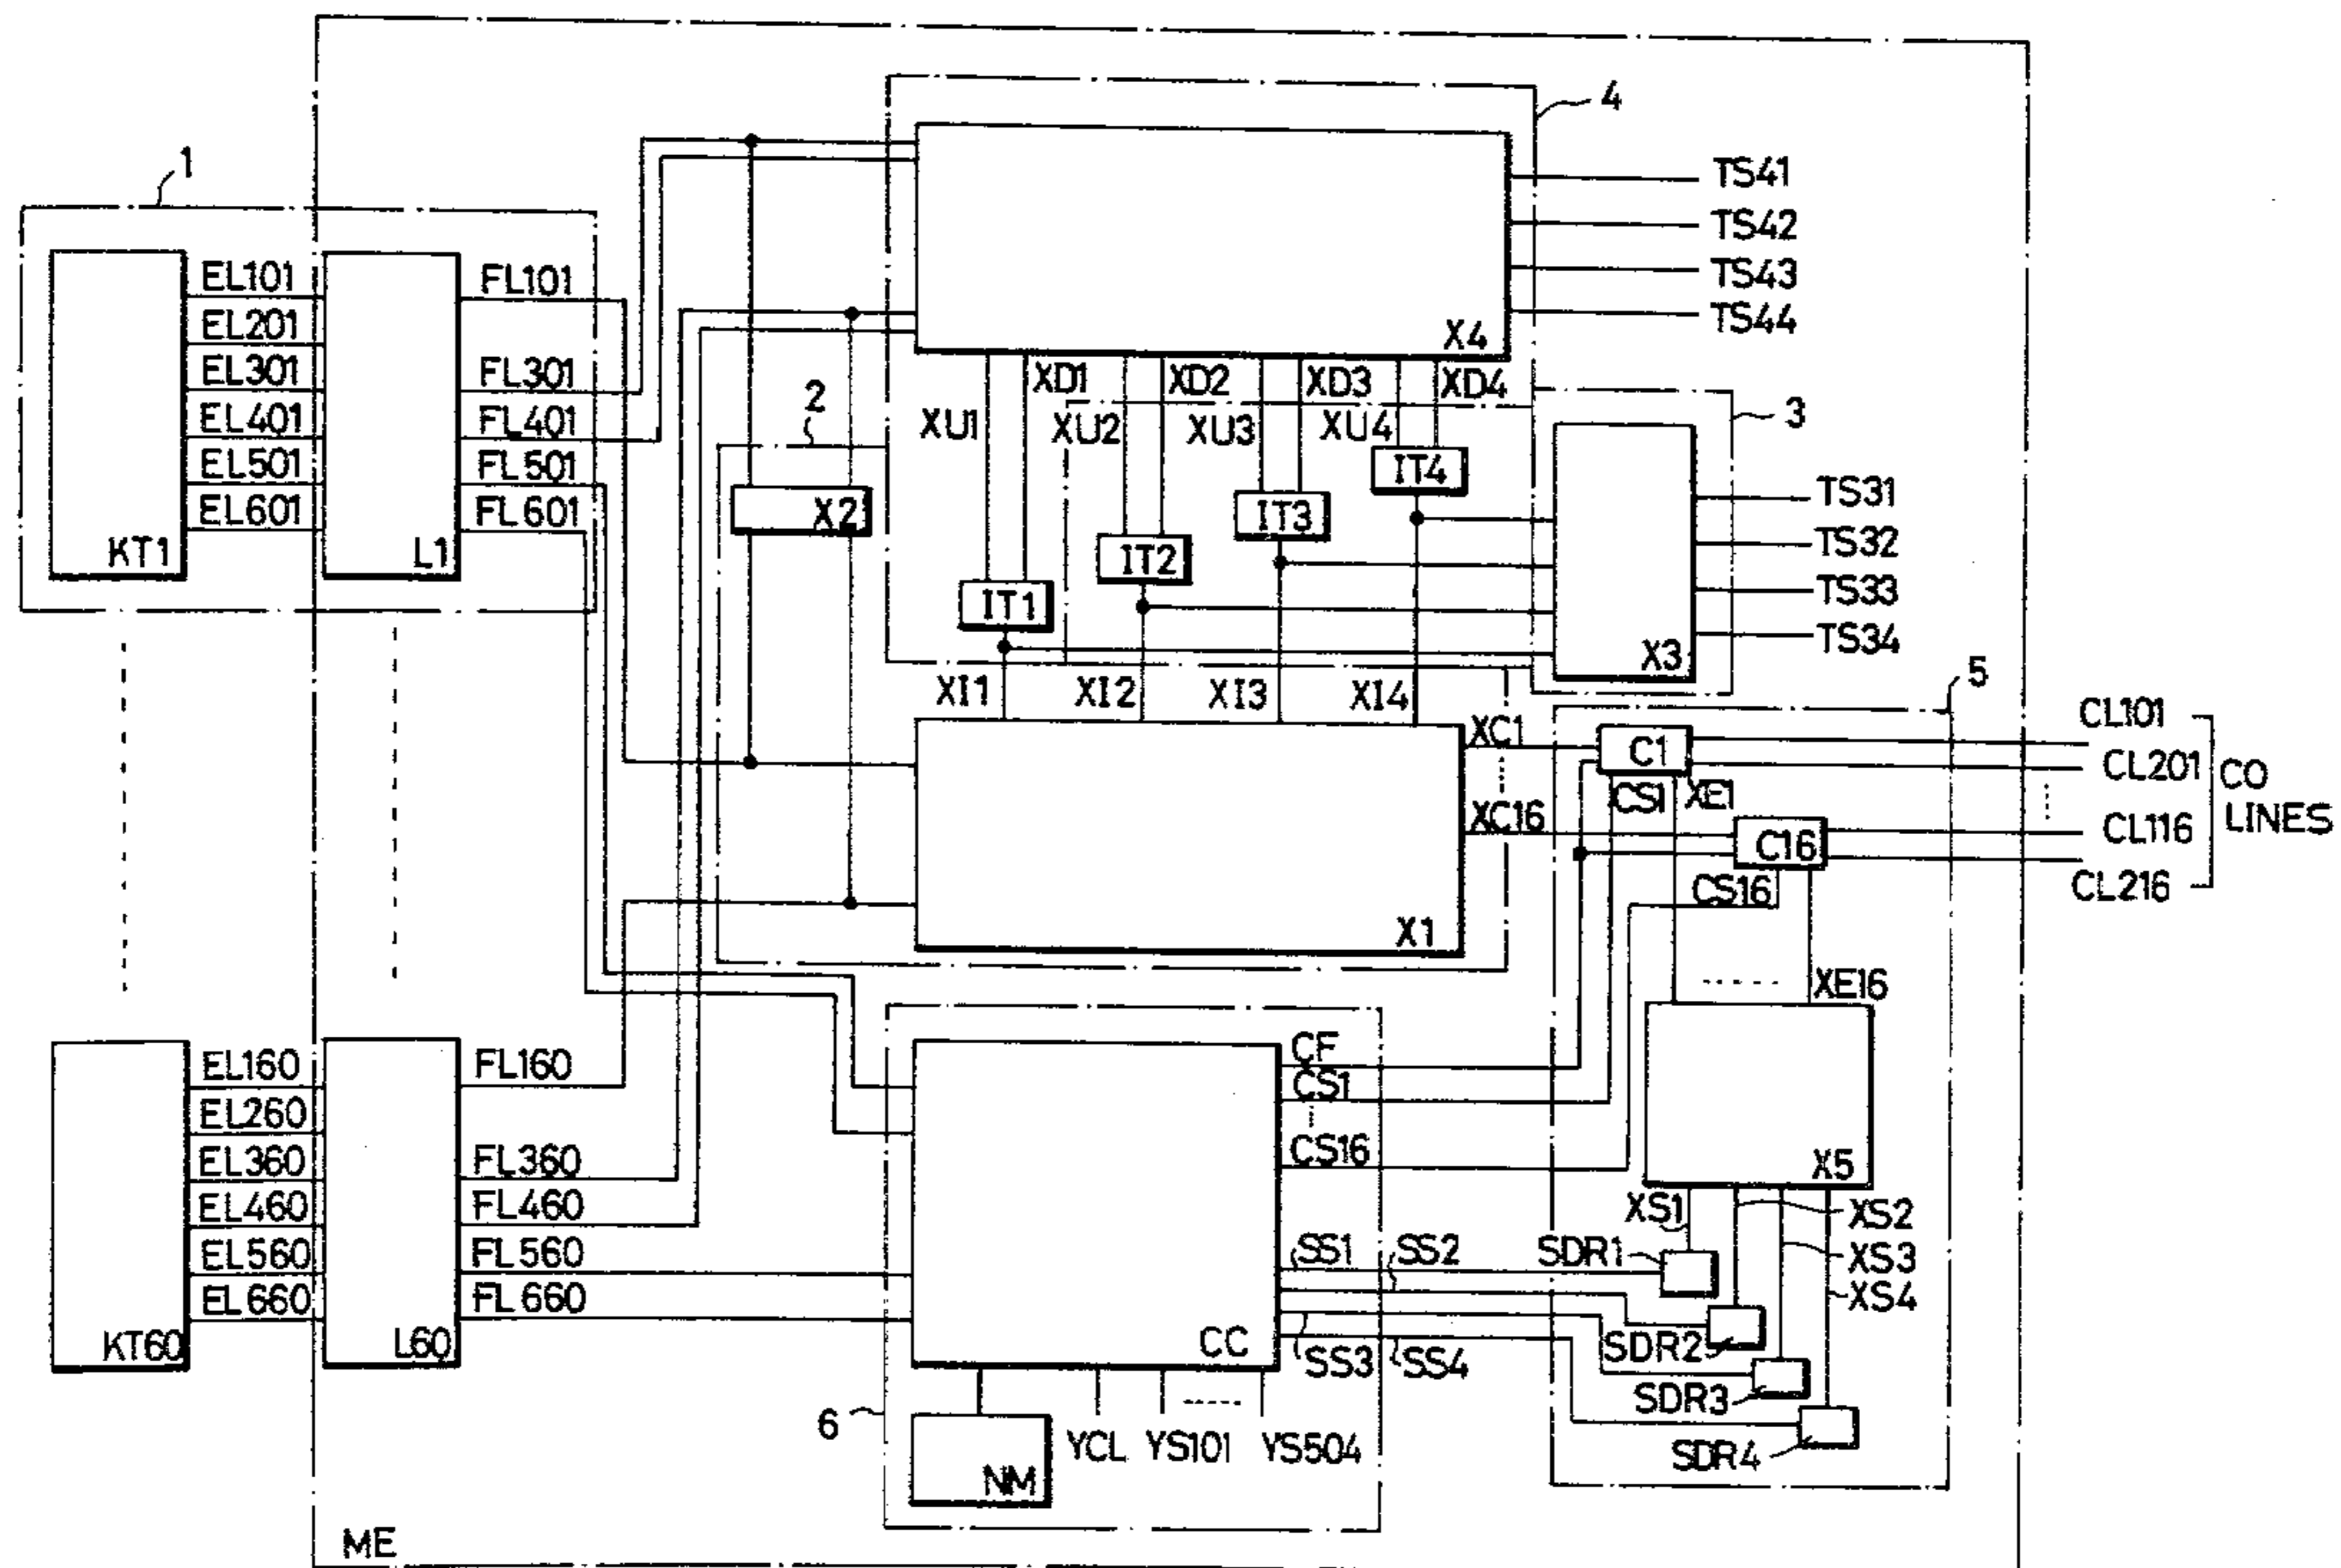 1
EL101
EL201
EL301
EL401
EL501
EL601
KT1
L1
FL101
FL301
FL401
FL501
FL601
4
TS41
TS42
TS43
TS44
X4
XU1
XD1
XU2
XD2
XU3
XD3
XU4
XD4
2
X2
IT1
IT2
IT3
IT4
3
TS31
TS32
TS33
TS34
X3
XI1
XI2
XI3
XI4
X1
XC1
XC16
5
C1
CS1
XE1
C16
CS16
XE16
CL101
CL201
CL116
CL216
CO
LINES
EL160
EL260
EL360
EL460
EL560
EL660
KT60
L60
FL160
FL360
FL460
FL560
FL660
CF
CS1
CS16
SS1
SS2
SS3
SS4
CC
X5
XS1
XS2
XS3
XS4
SDR1
SDR2
SDR3
SDR4
6
NM
YCL
YS101
YS504
ME